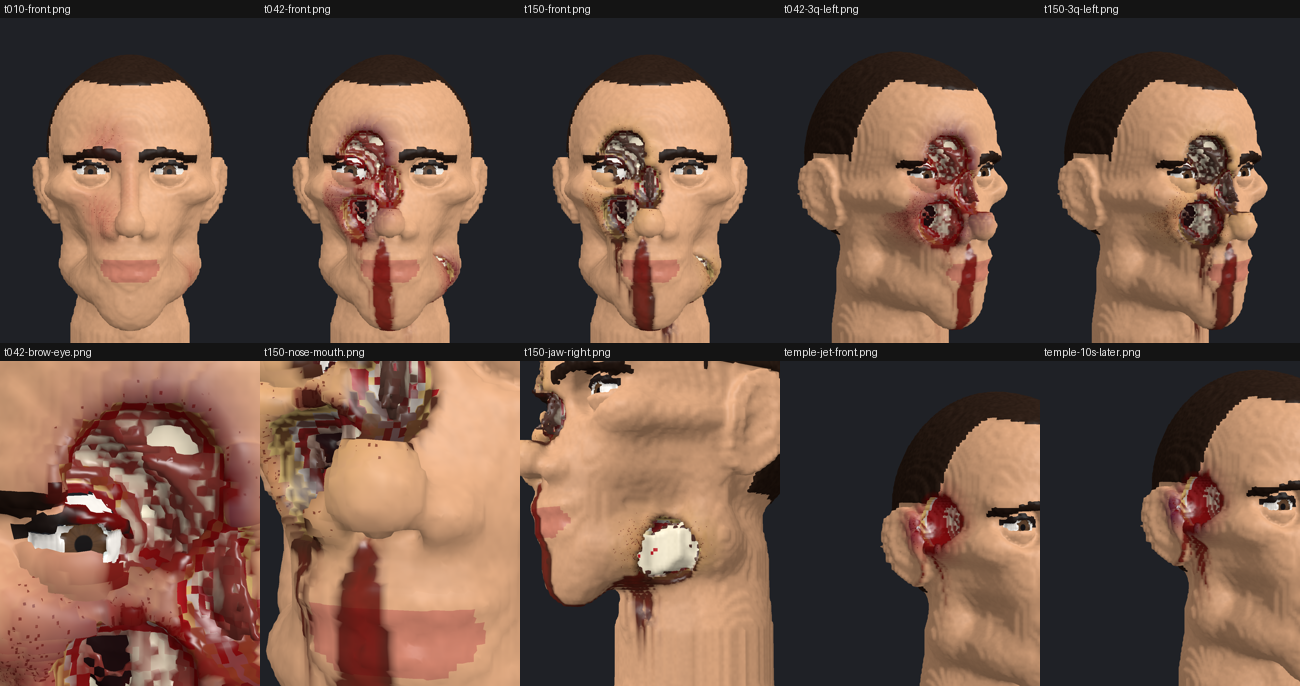 t010-front.png
t042-front.png
t150-front.png
t042-3q-left.png
t150-3q-left.png
t042-brow-eye.png
t150-nose-mouth.png
t150-jaw-right.png
temple-jet-front.png
temple-10s-later.png